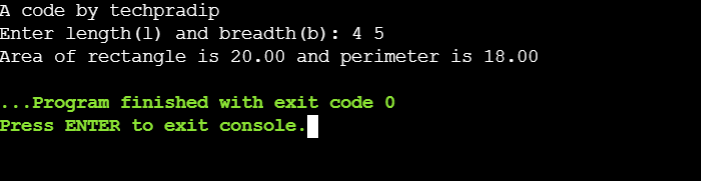 A code by techpradip
Enter length(l) and breadth(b): 4 5
Area of rectangle is 20.00 and perimeter is 18.00
...Program finished with exit code 0
Press ENTER to exit console.